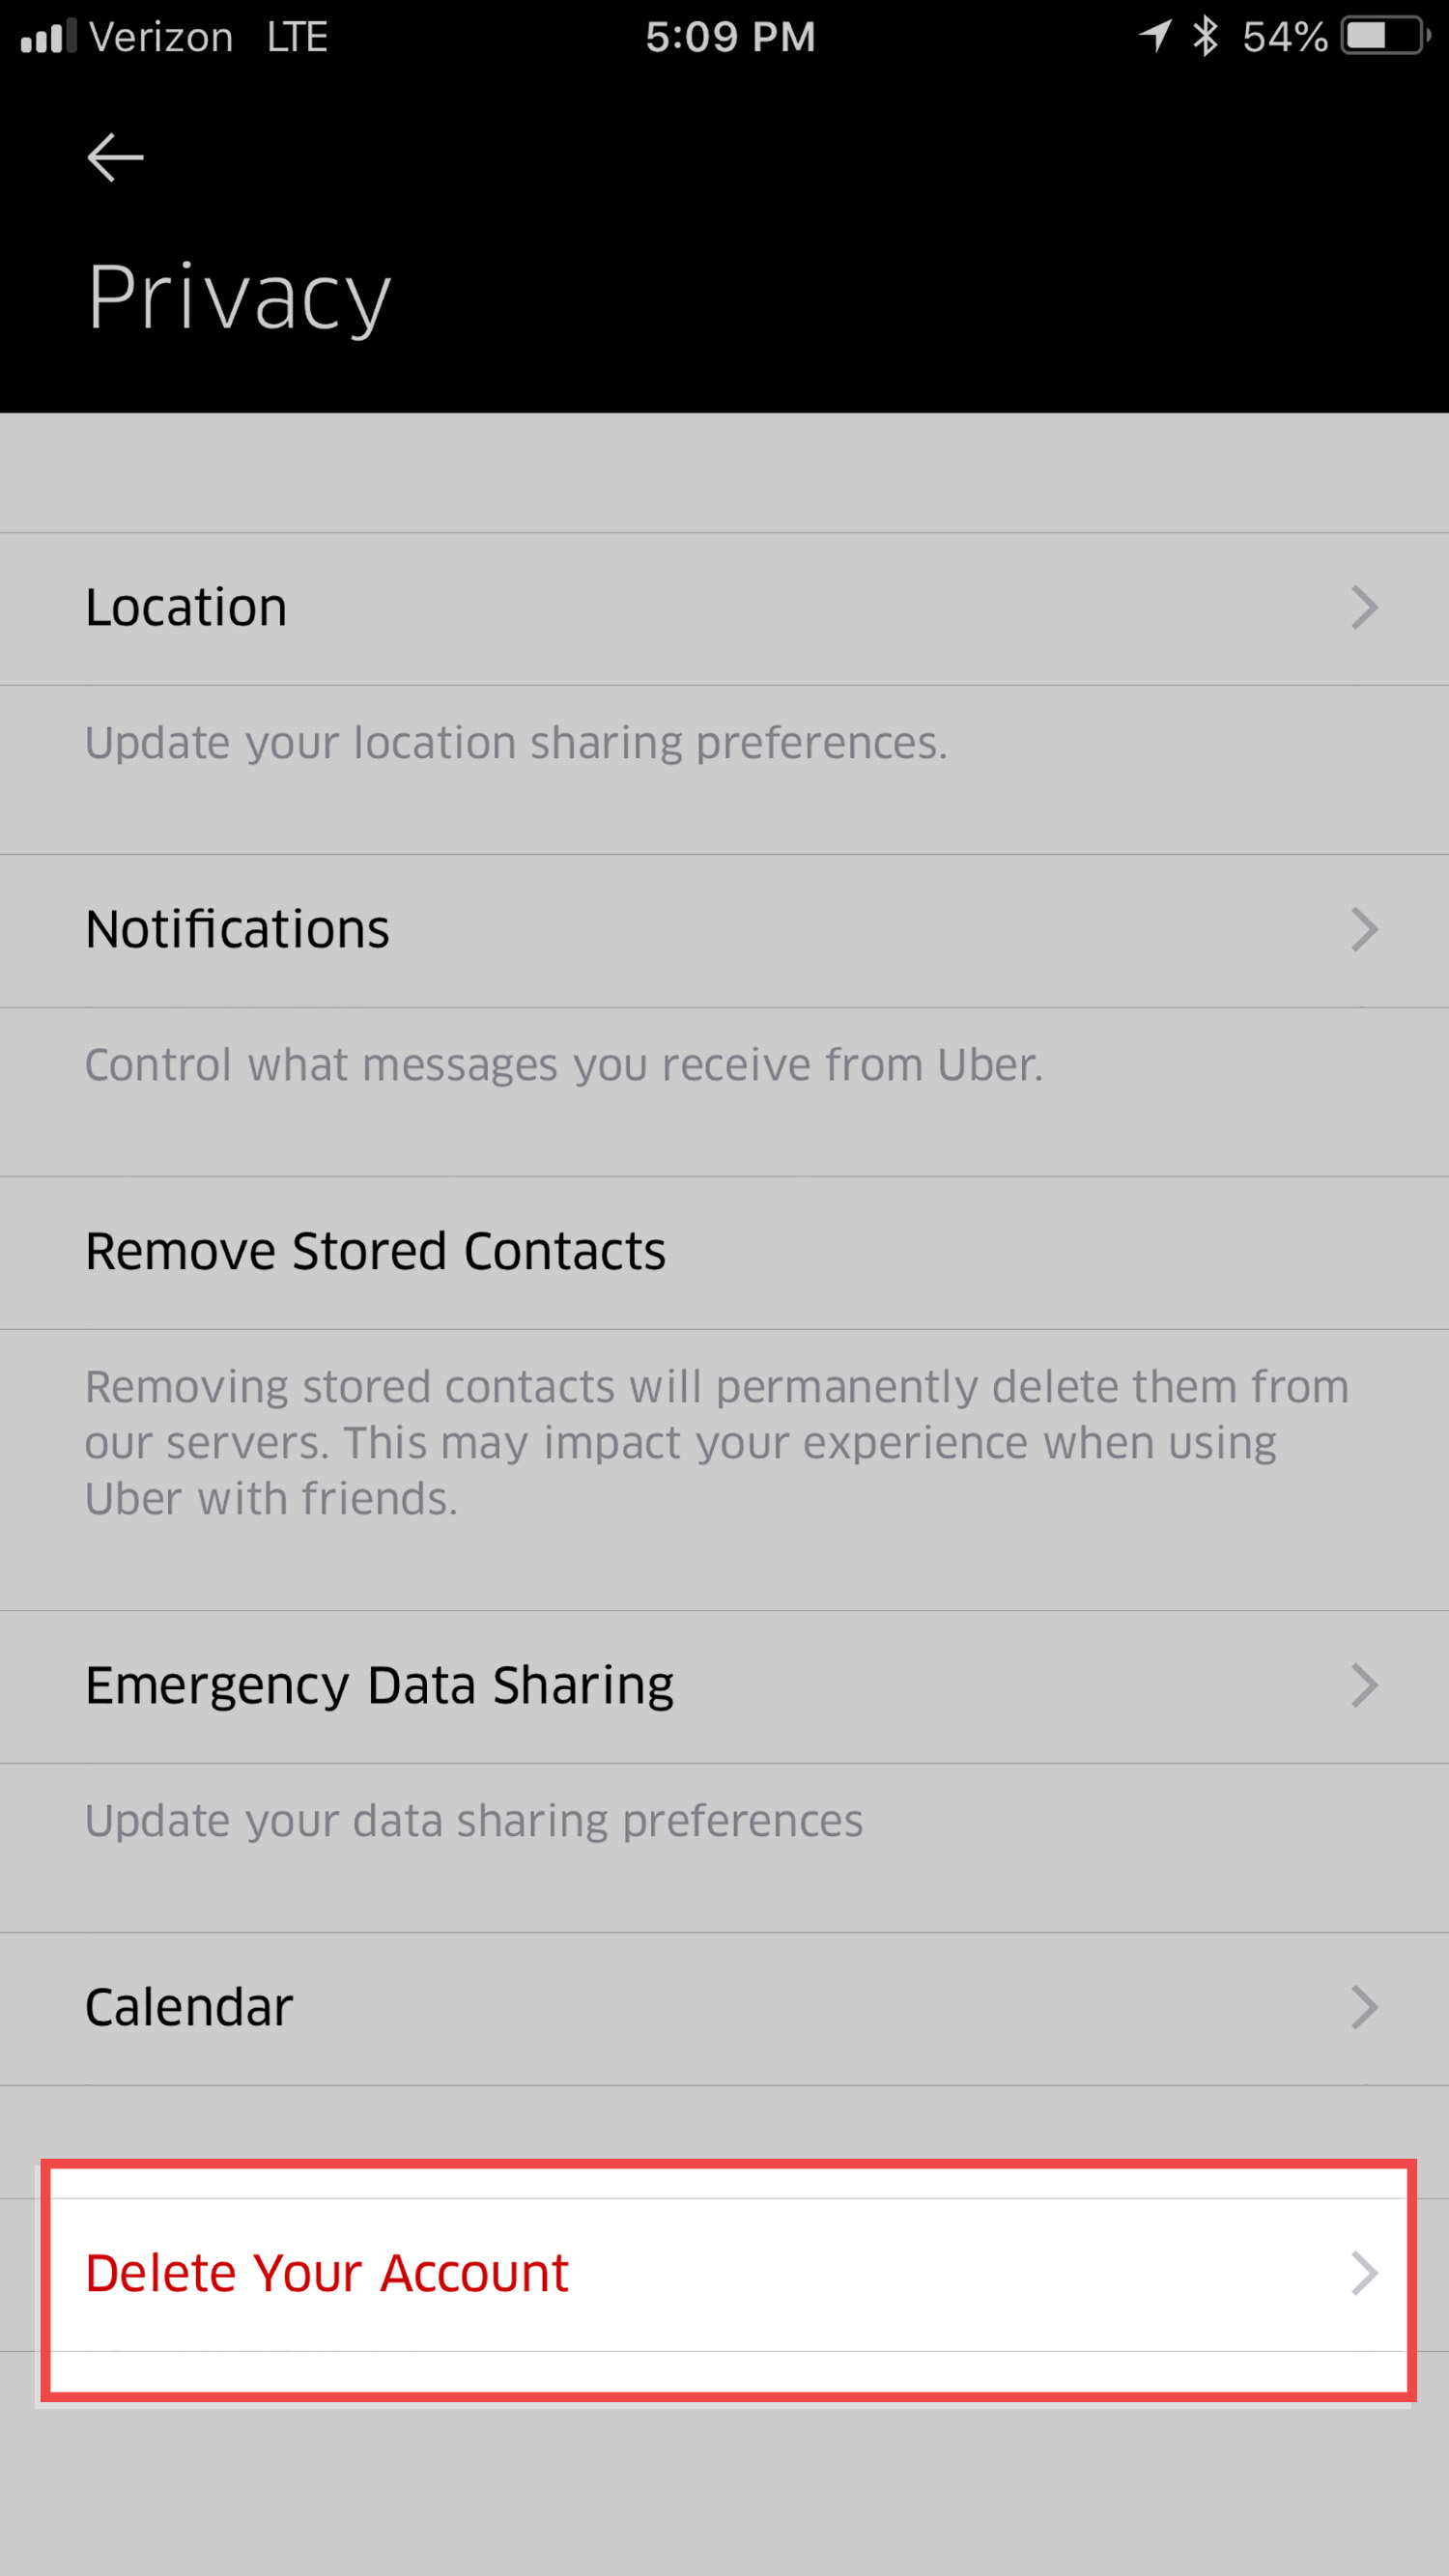 Verizon LTE 5:09 PM 54%
Privacy
Location
Update your location sharing preferences.
Notifications
Control what messages you receive from Uber.
Remove Stored Contacts
Removing stored contacts will permanently delete them from
our servers. This may impact your experience when using
Uber with friends.
Emergency Data Sharing
Update your data sharing preferences
Calendar
Delete Your Account